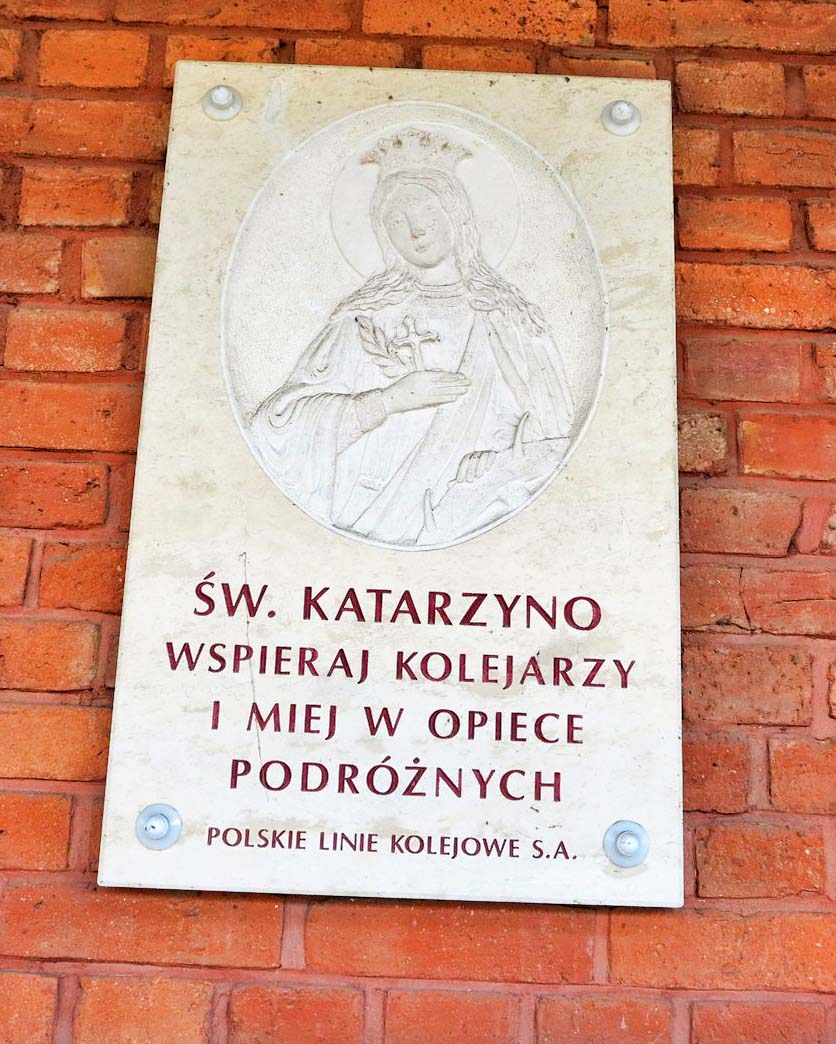 ŚW. KATARZYNO
WSPIERAJ KOLEJARZY
I MIEJ W OPIECE
PODRÓŻNYCH
POLSKIE LINIE KOLEJOWE S.A.